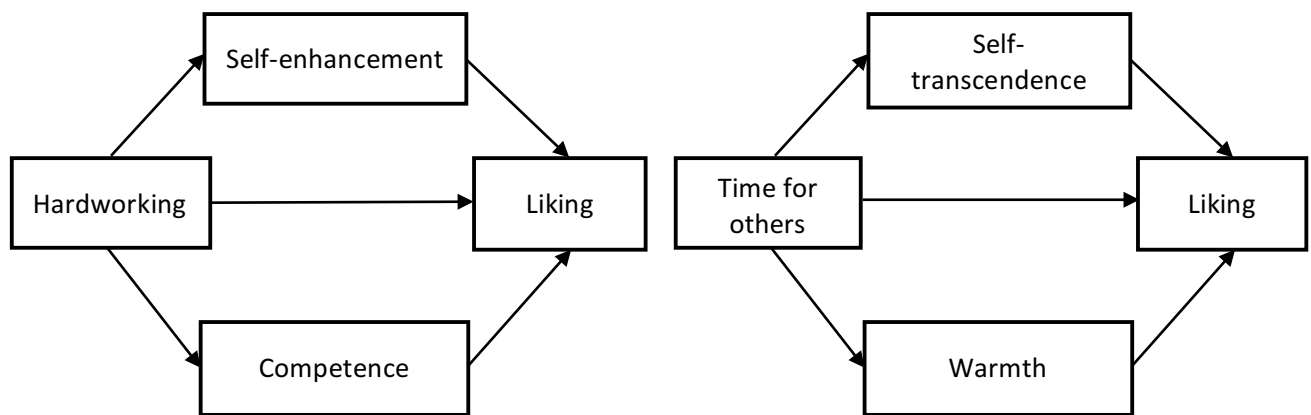 Self-enhancement
Hardworking
Liking
Competence
Self-
transcendence
Time for
others
Liking
Warmth